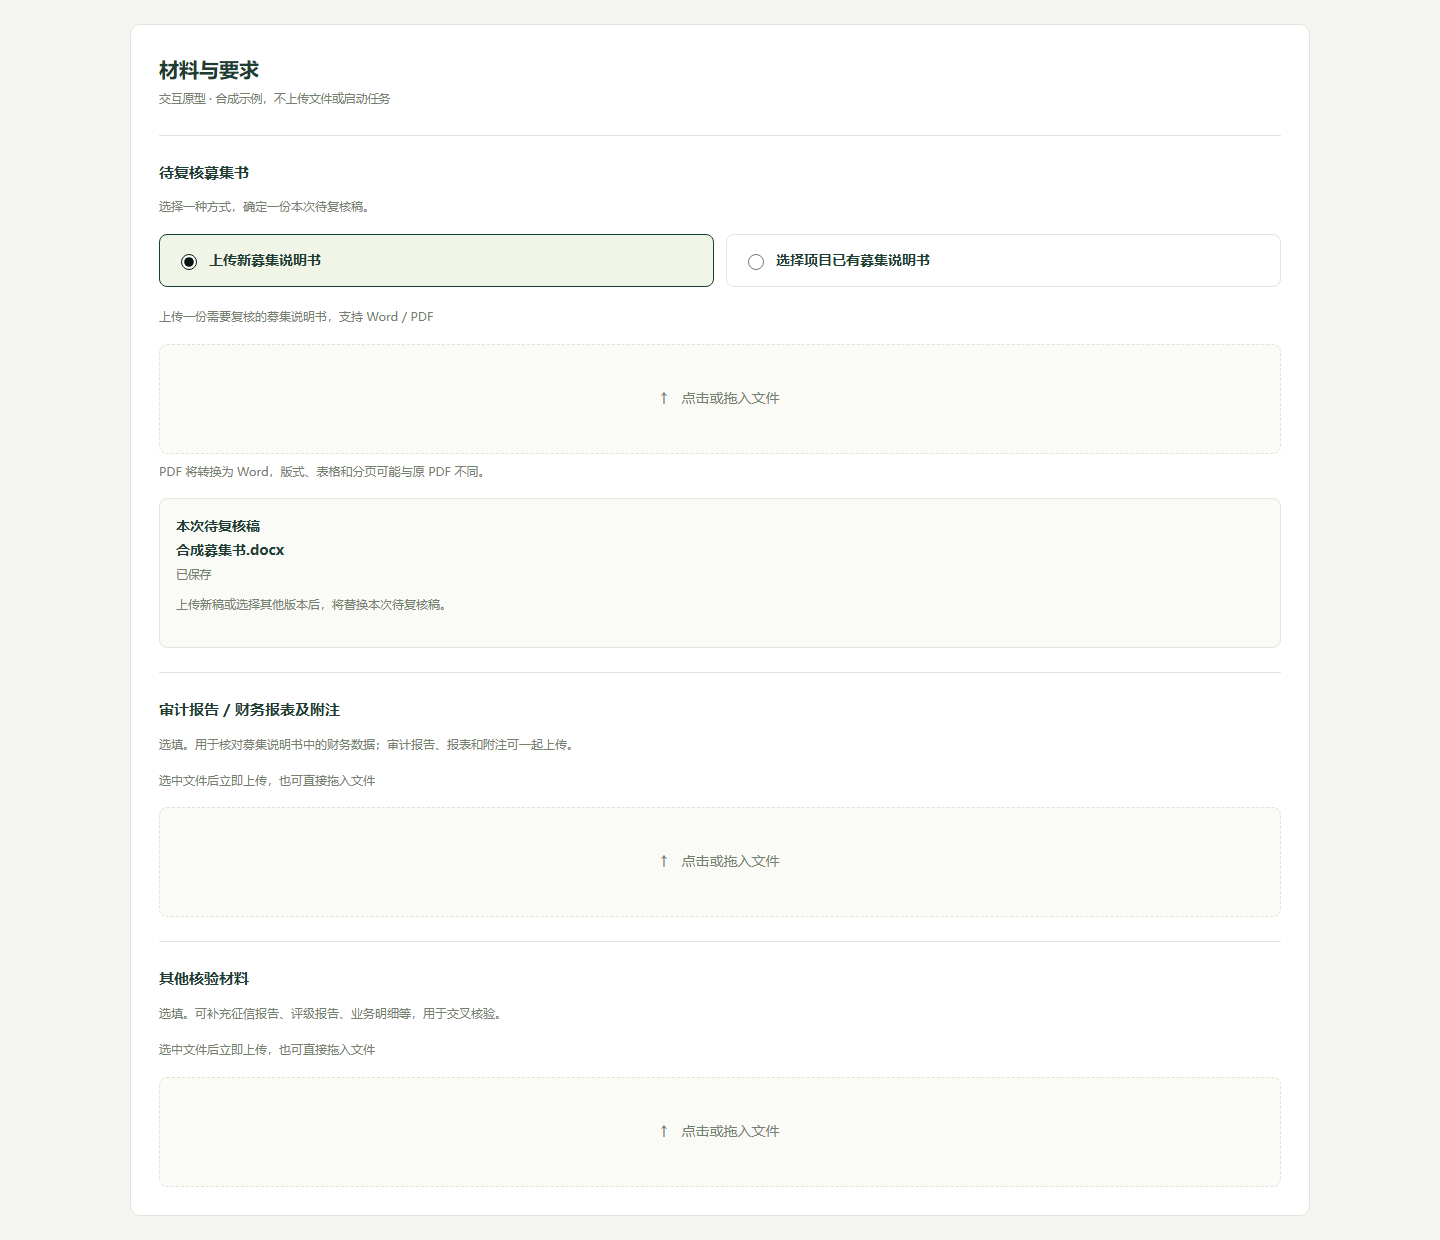 材料与要求
交互原型 · 合成示例，不上传文件或启动任务
待复核募集书
选择一种方式，确定一份本次待复核稿。
上传新募集说明书
选择项目已有募集说明书
上传一份需要复核的募集说明书，支持 Word / PDF
↑ 点击或拖入文件
PDF 将转换为 Word，版式、表格和分页可能与原 PDF 不同。
本次待复核稿
合成募集书.docx
已保存
上传新稿或选择其他版本后，将替换本次待复核稿。
审计报告 / 财务报表及附注
选填。用于核对募集说明书中的财务数据；审计报告、报表和附注可一起上传。
选中文件后立即上传，也可直接拖入文件
↑ 点击或拖入文件
其他核验材料
选填。可补充征信报告、评级报告、业务明细等，用于交叉核验。
选中文件后立即上传，也可直接拖入文件
↑ 点击或拖入文件